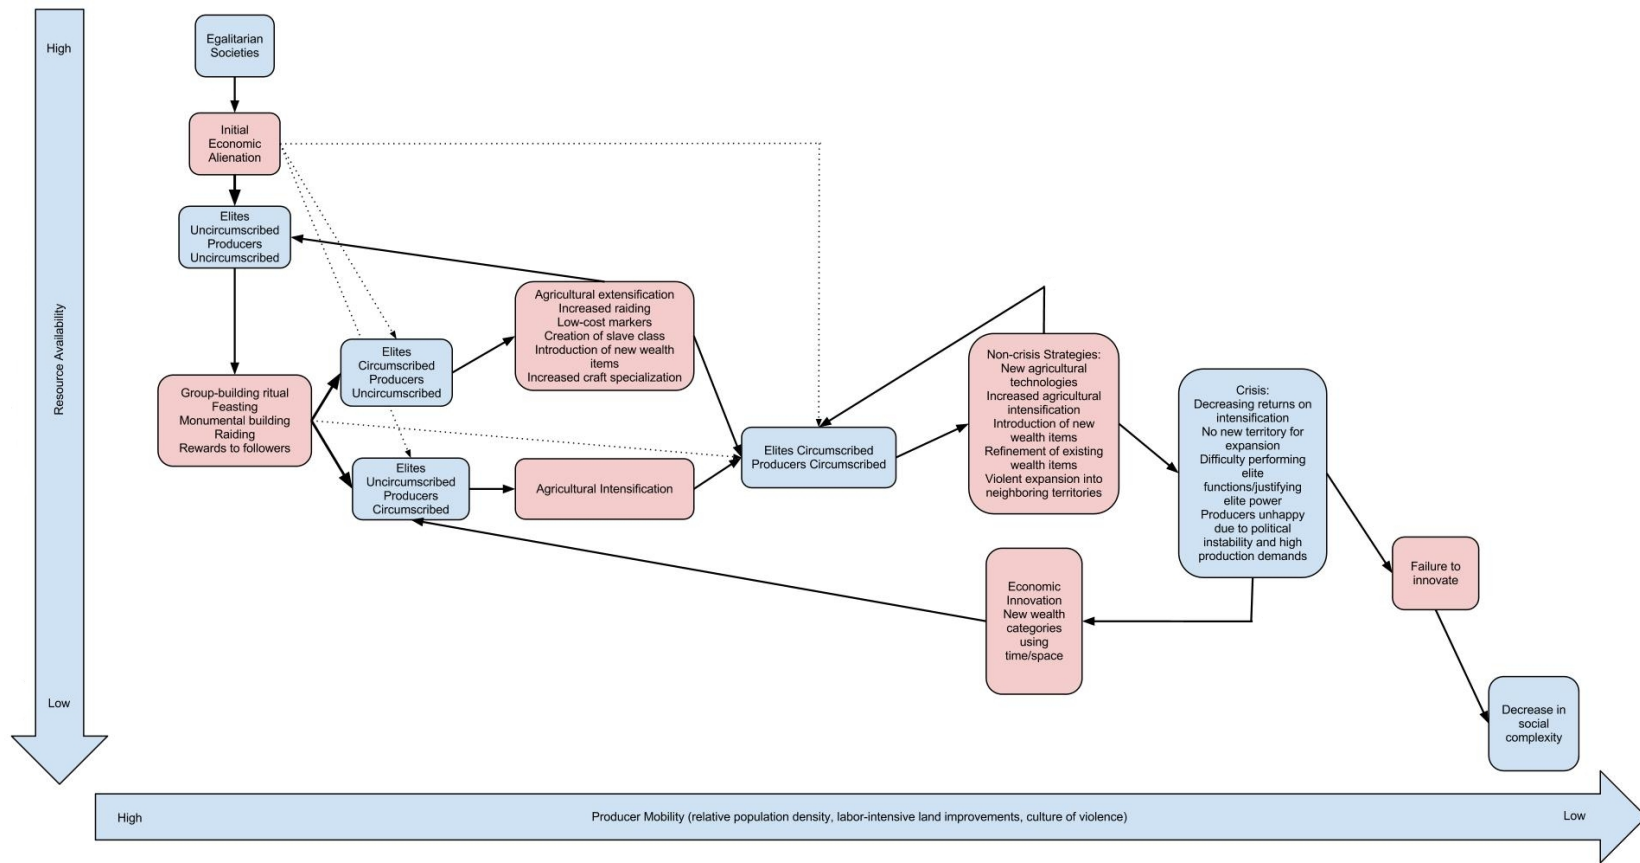 High
Resource Availability
Low
Egalitarian
Societies
Initial
Economic
Alienation
Elites
Uncircumscribed
Producers
Uncircumscribed
Group-building ritual
Feasting
Monumental building
Raiding
Rewards to followers
Elites
Circumscribed
Producers
Uncircumscribed
Elites
Uncircumscribed
Producers
Circumscribed
Agricultural extensification
Increased raiding
Low-cost markers
Creation of slave class
Introduction of new wealth
items
Increased craft specialization
Agricultural Intensification
Elites Circumscribed
Producers Circumscribed
Non-crisis Strategies:
New agricultural
technologies
Increased agricultural
intensification
Introduction of new
wealth items
Refinement of existing
wealth items
Violent expansion into
neighboring territories
Economic
Innovation
New wealth
categories
using
time/space
Crisis:
Decreasing returns on
intensification
No new territory for
expansion
Difficulty performing
elite
functions/justifying
elite power
Producers unhappy
due to political
instability and high
production demands
Failure to
innovate
Decrease in
social
complexity
High
Producer Mobility (relative population density, labor-intensive land improvements, culture of violence)
Low